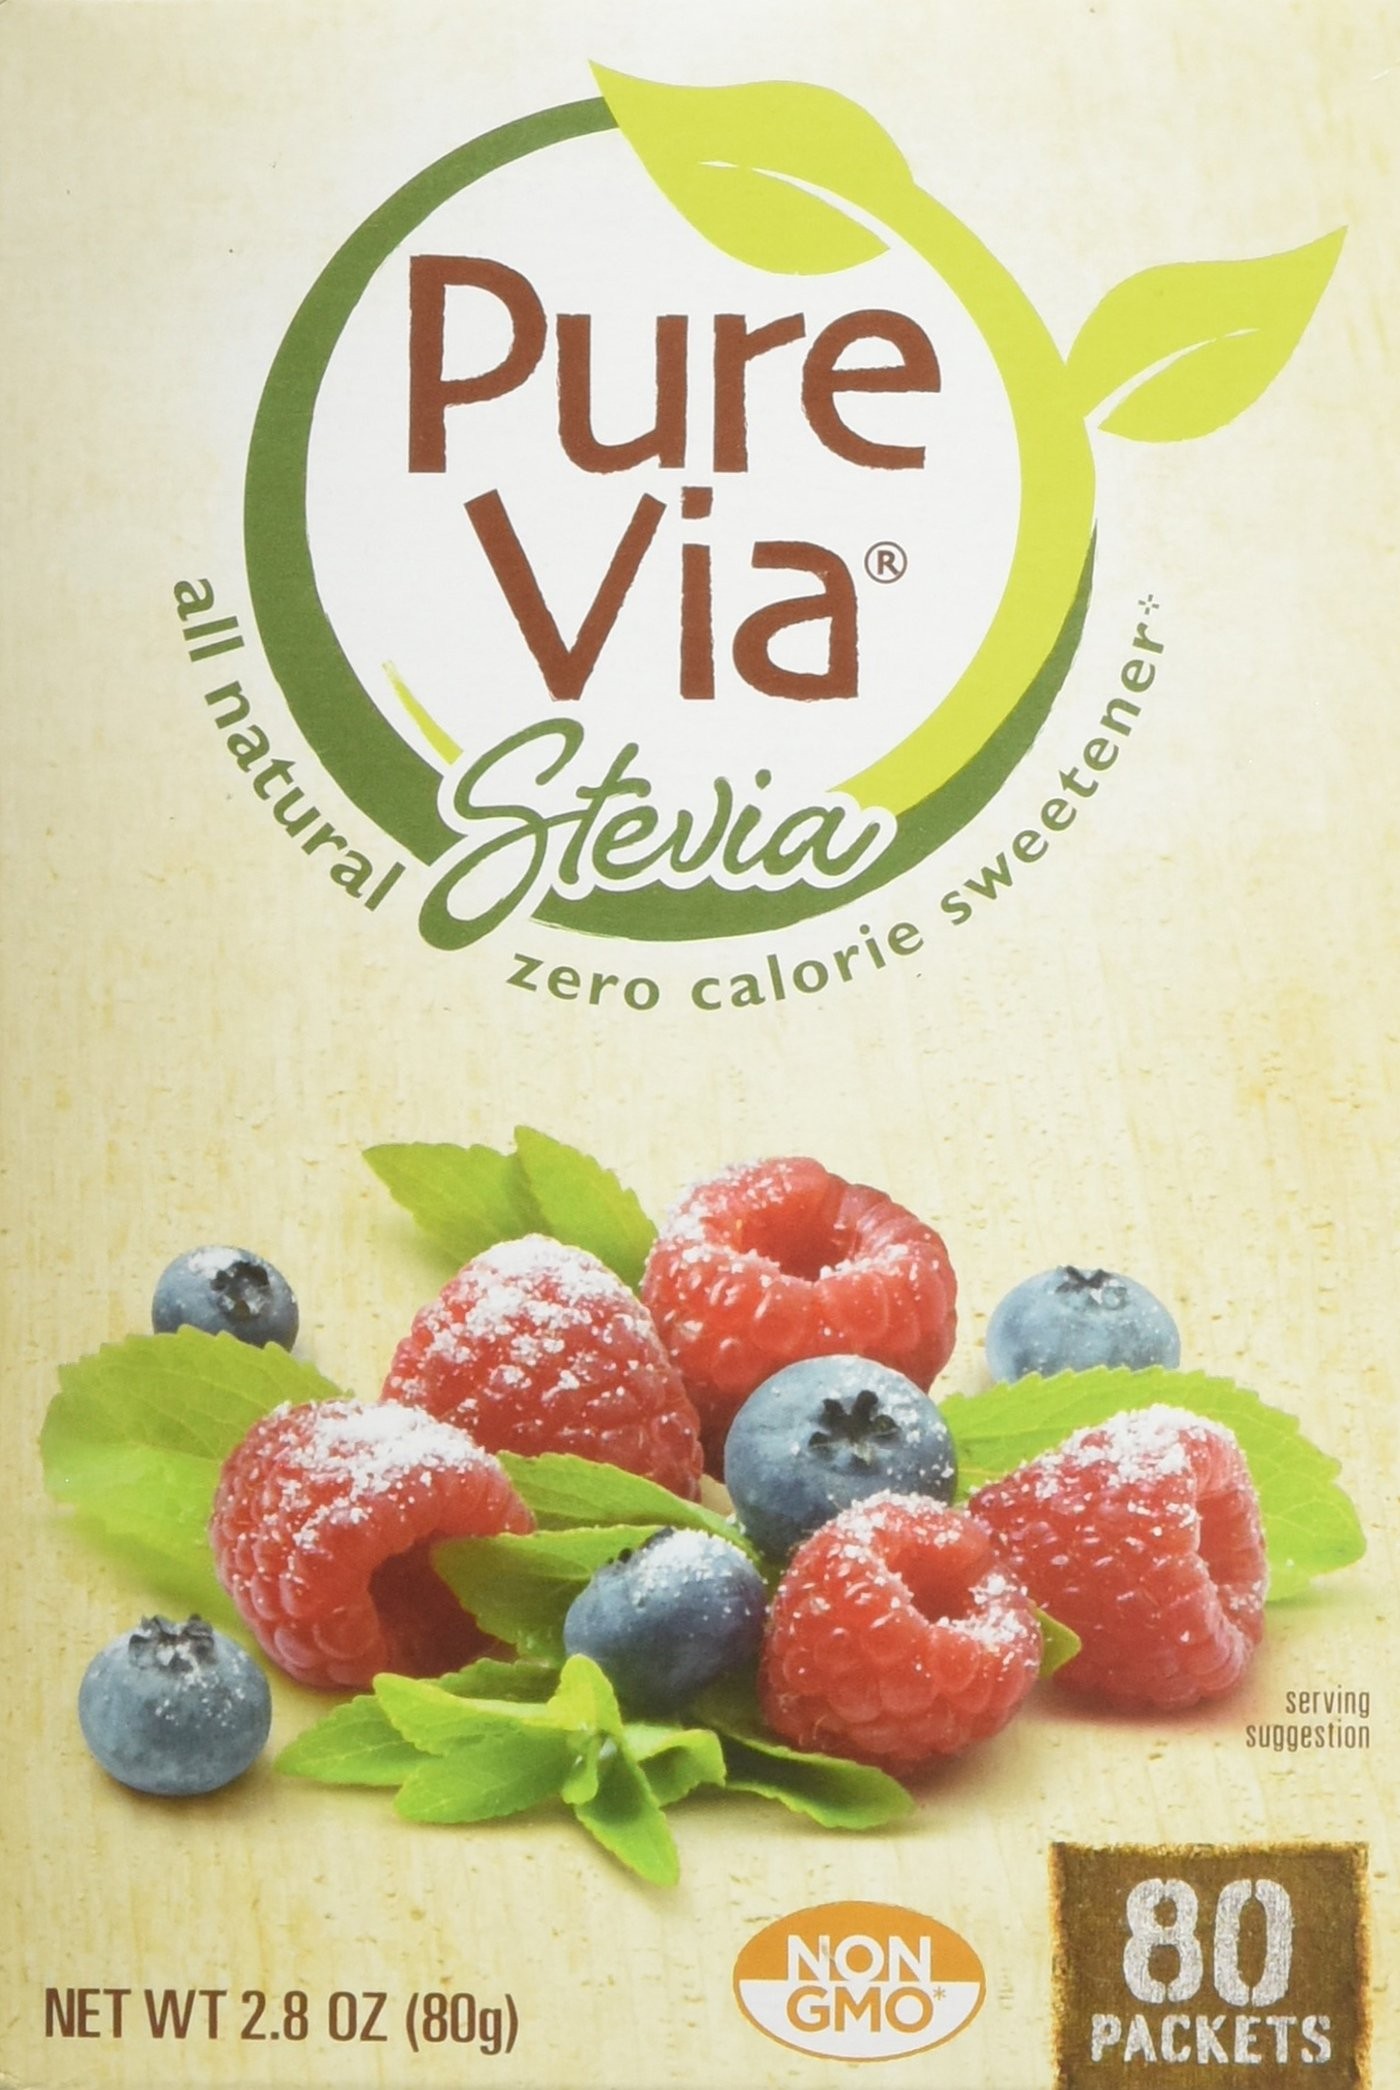 Pure
Via®
Stevia
all natural
zero calorie sweetener⁘
serving
suggestion
NET WT 2.8 OZ (80g)
NON
GMO*
80
PACKETS